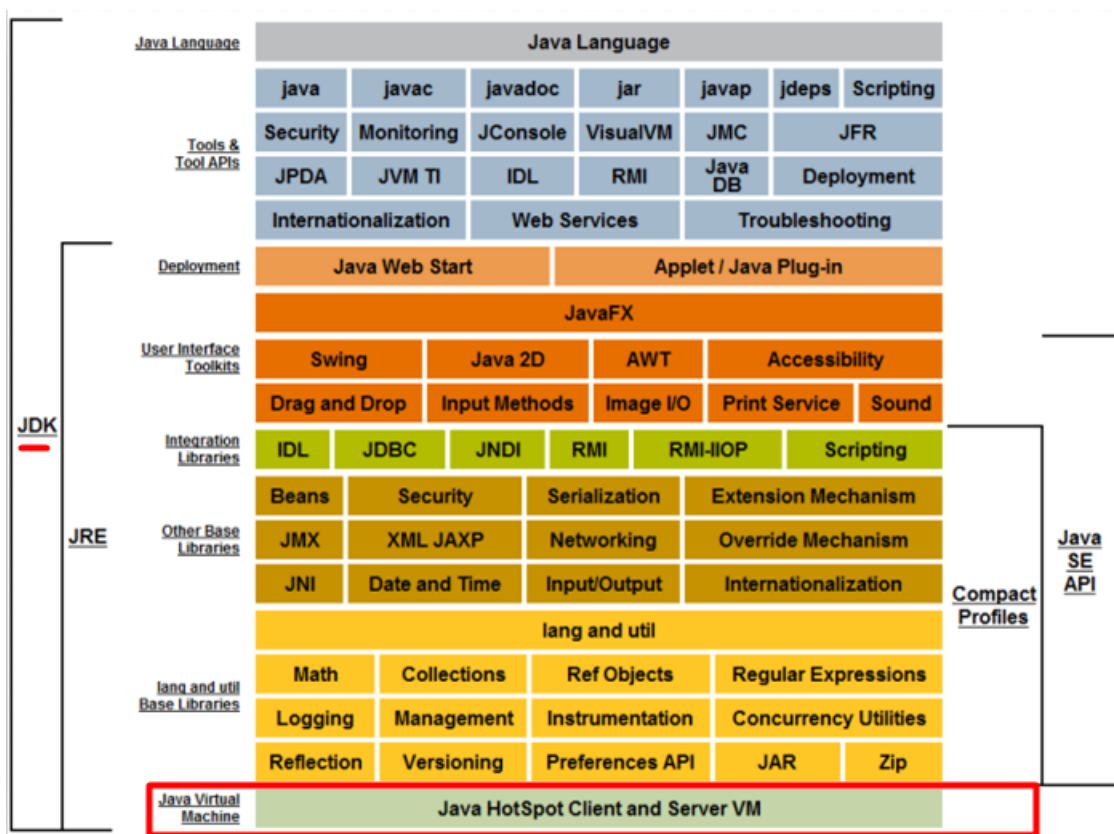 Java Language
Java Language
java
javac
javadoc
jar
javap
jdeps
Scripting
Security
Monitoring
JConsole
VisualVM
JMC
JFR
Tools &
Tool APIs
JPDA
JVM TI
IDL
RMI
Java
DB
Deployment
Internationalization
Web Services
Troubleshooting
Deployment
Java Web Start
Applet / Java Plug-in
JavaFX
User Interface
Toolkits
Swing
Java 2D
AWT
Accessibility
Drag and Drop
Input Methods
Image I/O
Print Service
Sound
JDK
Integration
Libraries
IDL
JDBC
JNDI
RMI
RMI-IIOP
Scripting
Beans
Security
Serialization
Extension Mechanism
JRE
Other Base
Libraries
JMX
XML JAXP
Networking
Override Mechanism
Java
SE
API
JNI
Date and Time
Input/Output
Internationalization
Compact
Profiles
lang and util
lang and util
Base Libraries
Math
Collections
Ref Objects
Regular Expressions
Logging
Management
Instrumentation
Concurrency Utilities
Reflection
Versioning
Preferences API
JAR
Zip
Java Virtual
Machine
Java HotSpot Client and Server VM